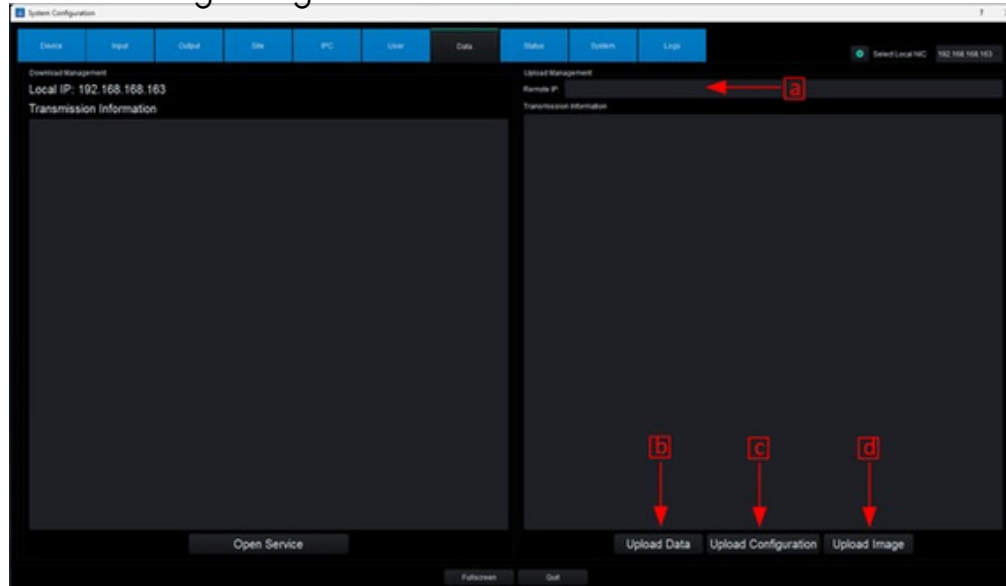 System Configuration
?
Device Input Output Site IPC User Data Status System Logs
Select Local NIC 192.168.168.163
Download Management
Local IP: 192.168.168.163
Transmission Information
Upload Management
Remote IP
a
Transmission Information
b c d
Open Service
Upload Data Upload Configuration Upload Image
Fullscreen Quit